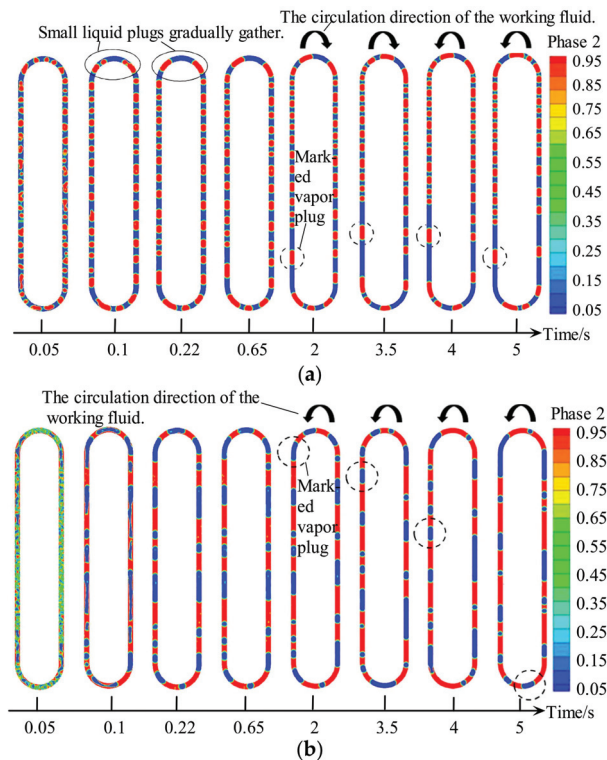 Small liquid plugs gradually gather.
The circulation direction of the working fluid.
Phase 2
0.95
0.85
0.75
0.65
0.55
0.45
0.35
0.25
0.15
0.05
Mark-
ed
vapor
plug
0.05 0.1 0.22 0.65 2 3.5 4 5 Time/s
(a)
The circulation direction of the
working fluid.
Phase 2
0.95
0.85
0.75
0.65
0.55
0.45
0.35
0.25
0.15
0.05
Mark-
ed
vapor
plug
0.05 0.1 0.22 0.65 2 3.5 4 5 Time/s
(b)